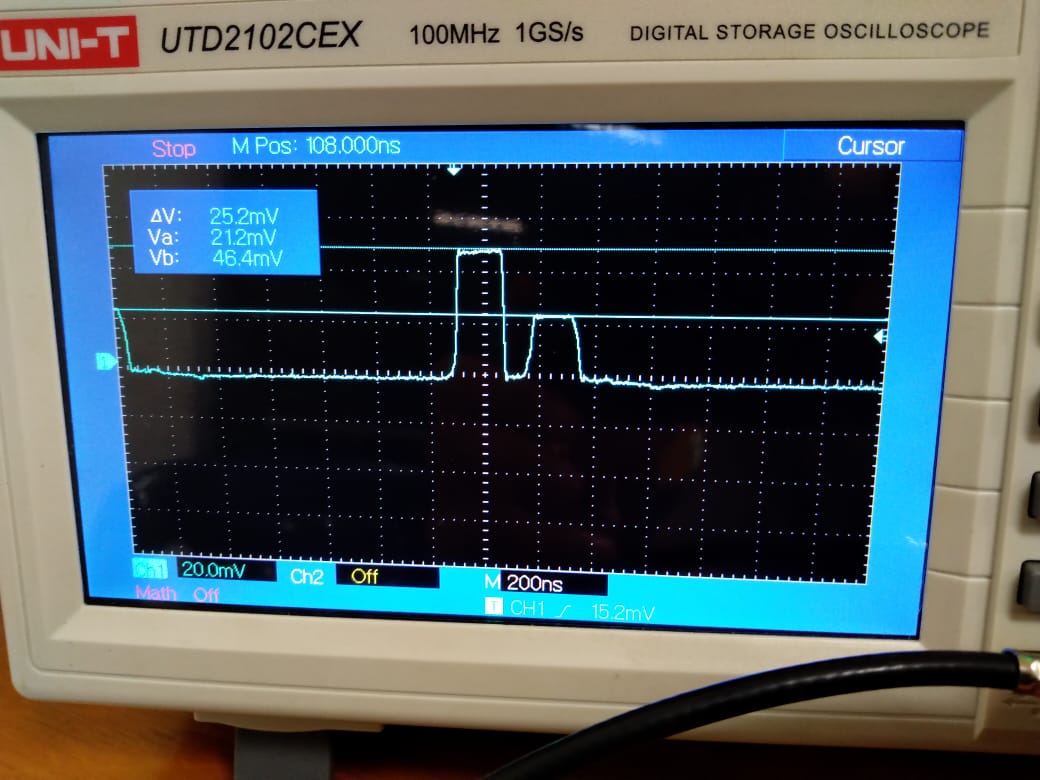 UNI-T UTD2102CEX 100MHz 1GS/s DIGITAL STORAGE OSCILLOSCOPE
Stop M Pos: 108.000ns Cursor
ΔV: 25.2mV
Va: 21.2mV
Vb: 46.4mV
1
Ch1 20.0mV Ch2 Off M 200ns
Math Off T CH1 15.2mV